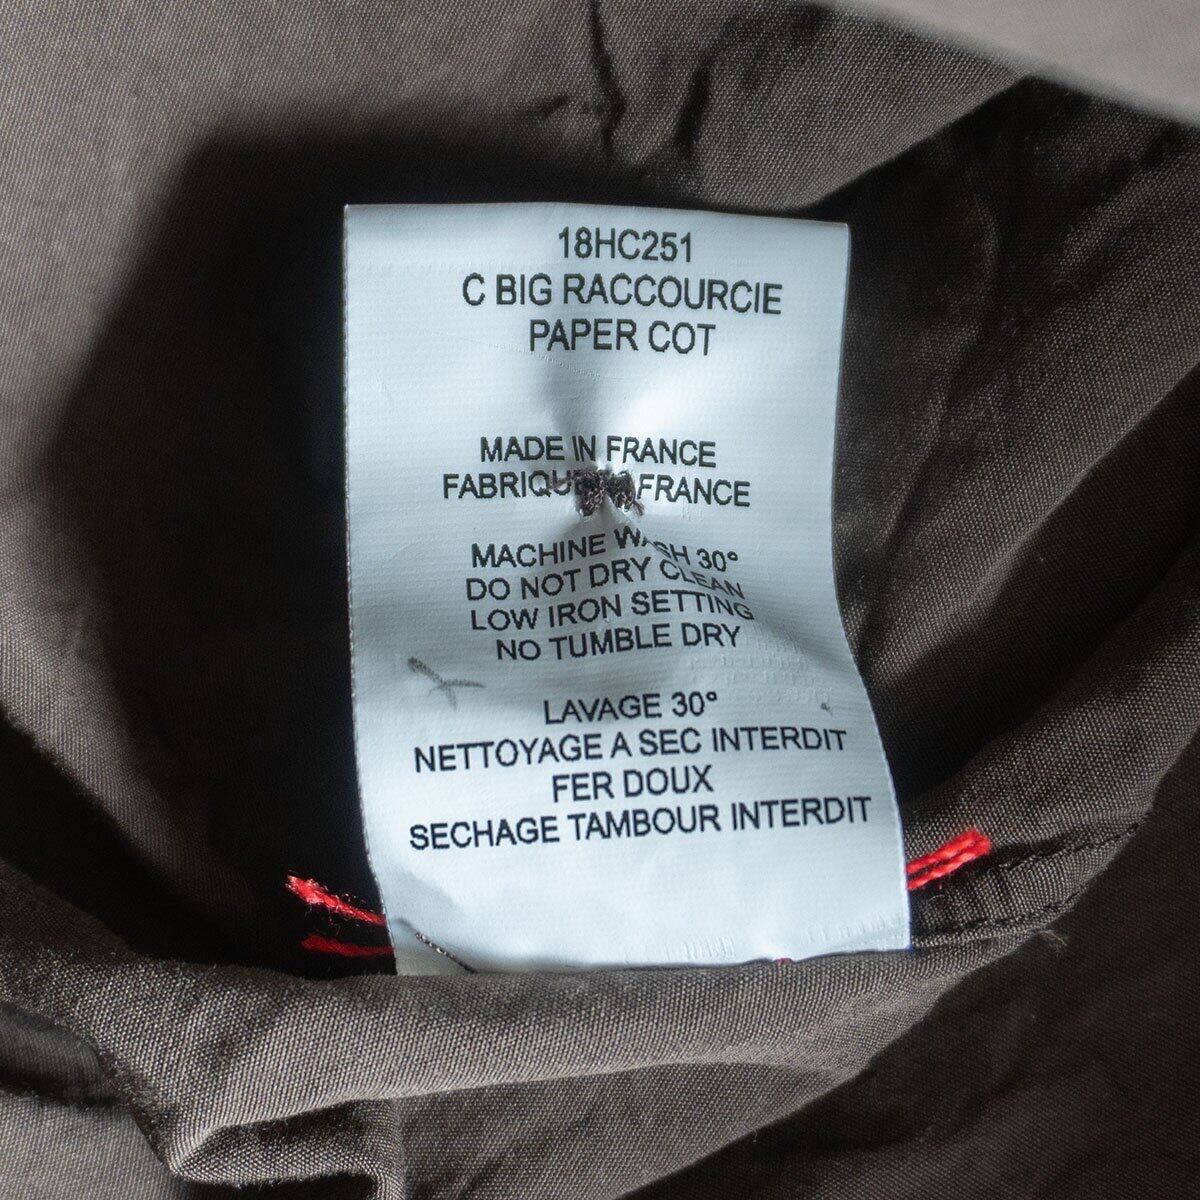 18HC251
C BIG RACCOURCIE
PAPER COT
MADE IN FRANCE
FABRIQU FRANCE
MACHINE WASH 30°
DO NOT DRY CLEAN
LOW IRON SETTING
NO TUMBLE DRY
LAVAGE 30°
NETTOYAGE A SEC INTERDIT
FER DOUX
SECHAGE TAMBOUR INTERDIT